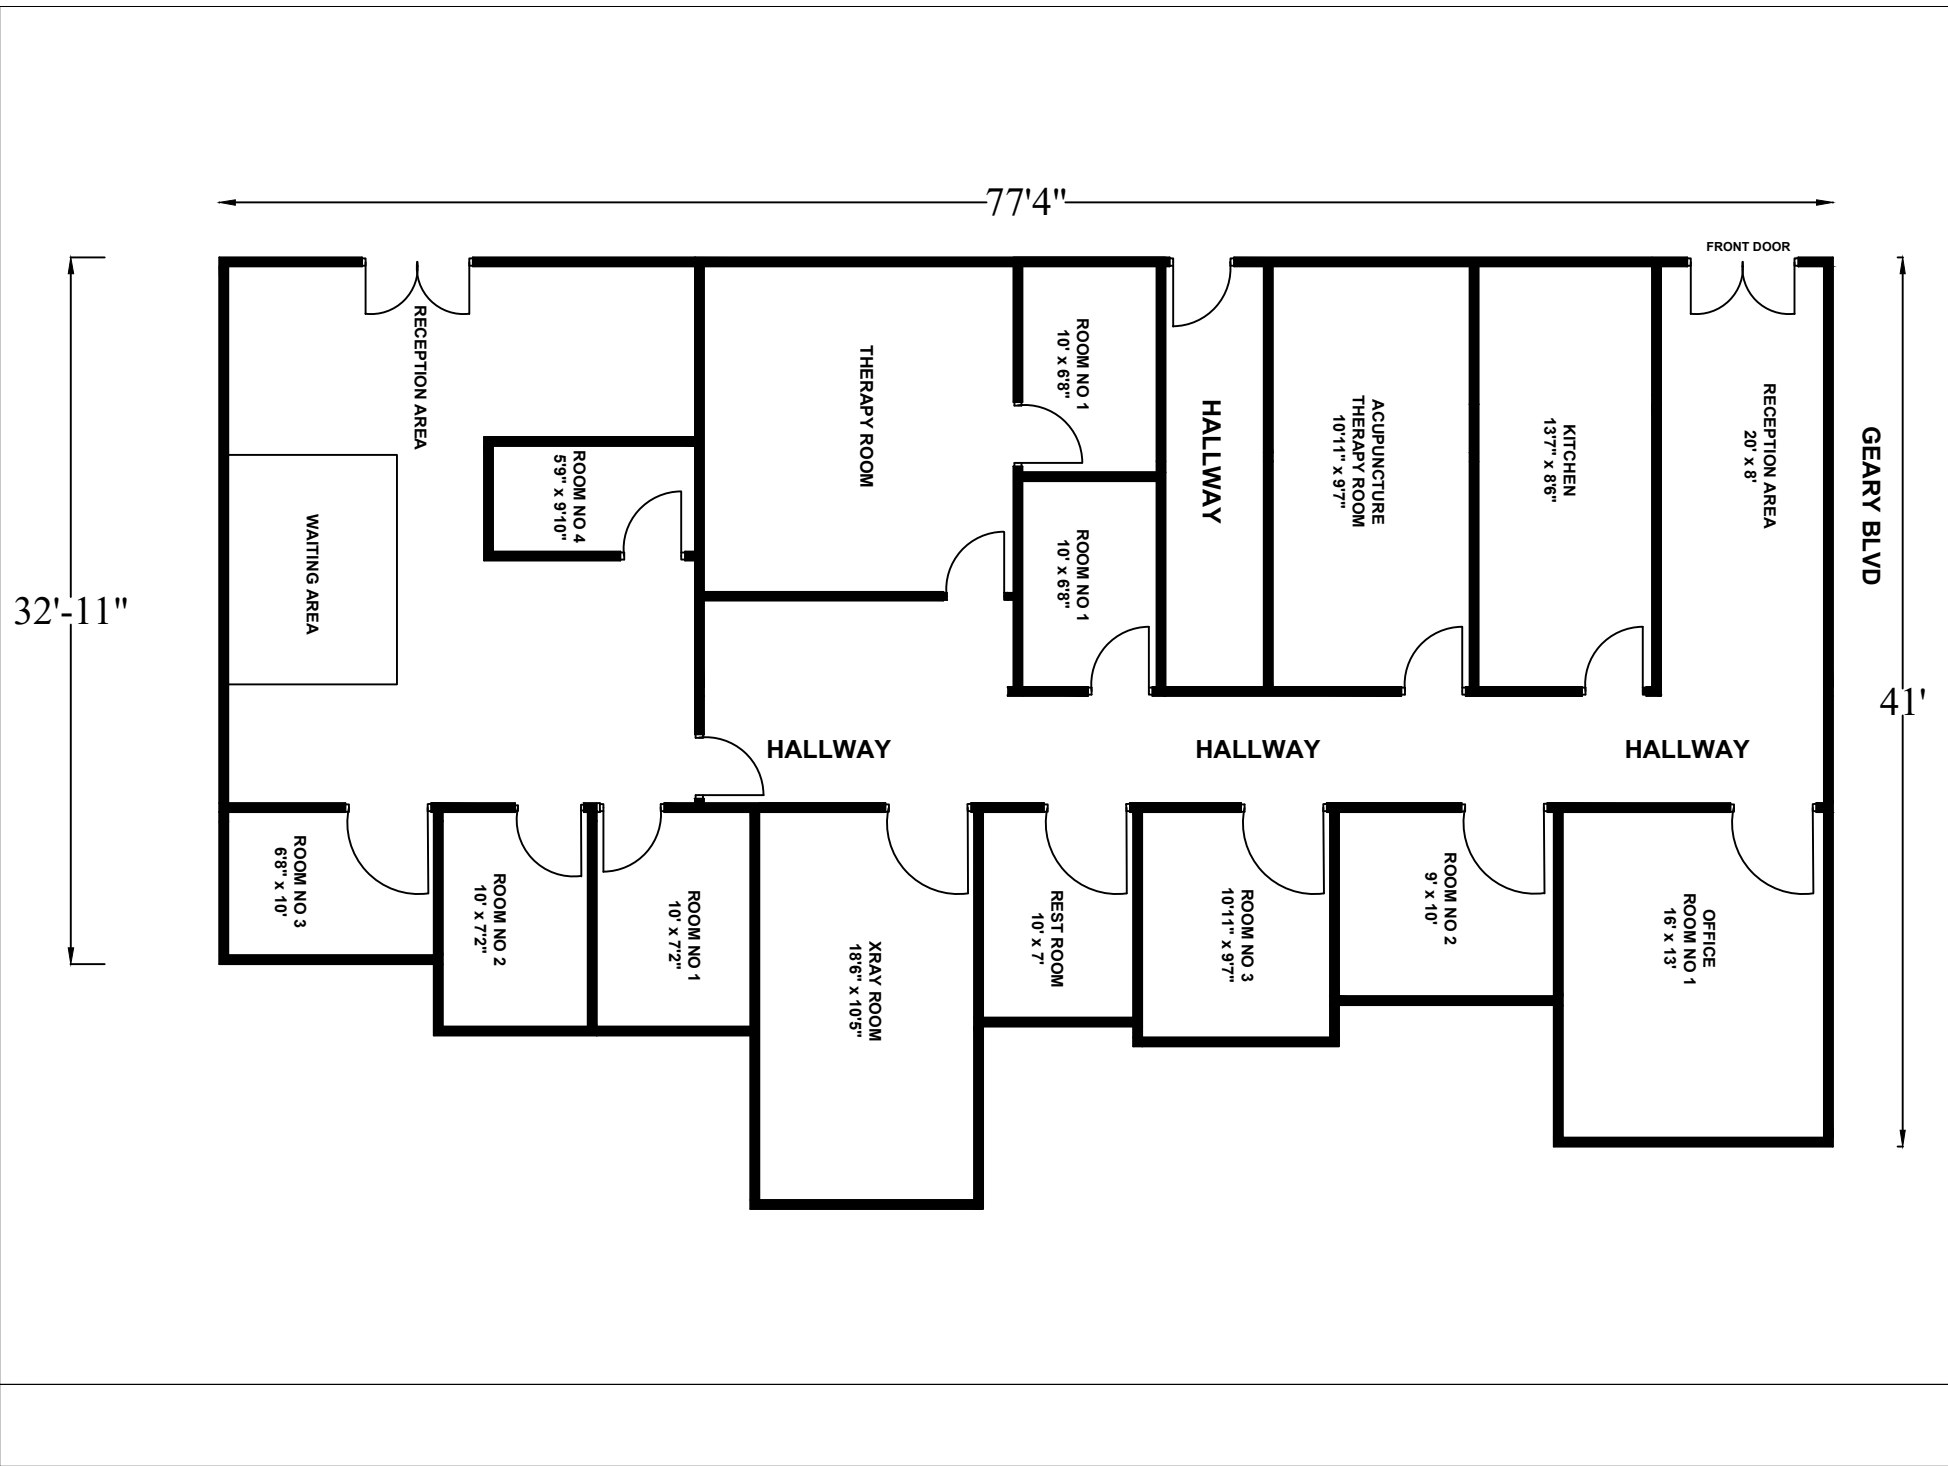 77'4"
FRONT DOOR
32'-11"
41'
GEARY BLVD
RECEPTION AREA
WAITING AREA
ROOM NO 4
5'9" x 9'10"
THERAPY ROOM
ROOM NO 1
10' x 6'8"
ROOM NO 1
10' x 6'8"
HALLWAY
ACUPUNCTURE
THERAPY ROOM
10'11" x 9'7"
KITCHEN
13'7" x 8'6"
RECEPTION AREA
20' x 8'
HALLWAY
HALLWAY
HALLWAY
ROOM NO 3
6'8" x 10'
ROOM NO 2
10' x 7'2"
ROOM NO 1
10' x 7'2"
XRAY ROOM
18'6" x 10'5"
REST ROOM
10' x 7'
ROOM NO 3
10'11" x 9'7"
ROOM NO 2
9' x 10'
OFFICE
ROOM NO 1
16' x 13'